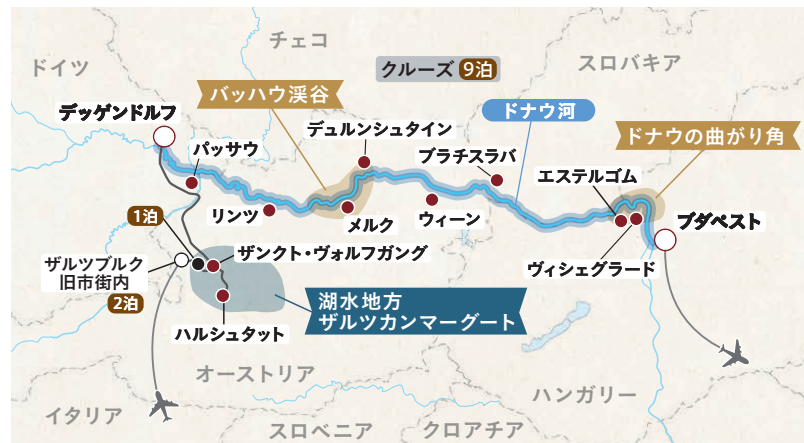 チェコ
ドイツ
クルーズ 9泊
スロバキア
バッハウ渓谷
デッゲンドルフ
ドナウ河
デュルンシュタイン
ドナウの曲がり角
パッサウ
ブラチスラバ
エステルゴム
1泊
リンツ
メルク
ウィーン
ブダペスト
ザンクト・ヴォルフガング
ザルツブルク
旧市街内
2泊
ヴィシェグラード
湖水地方
ザルツカンマーグート
ハルシュタット
オーストリア
ハンガリー
イタリア
スロベニア
クロアチア